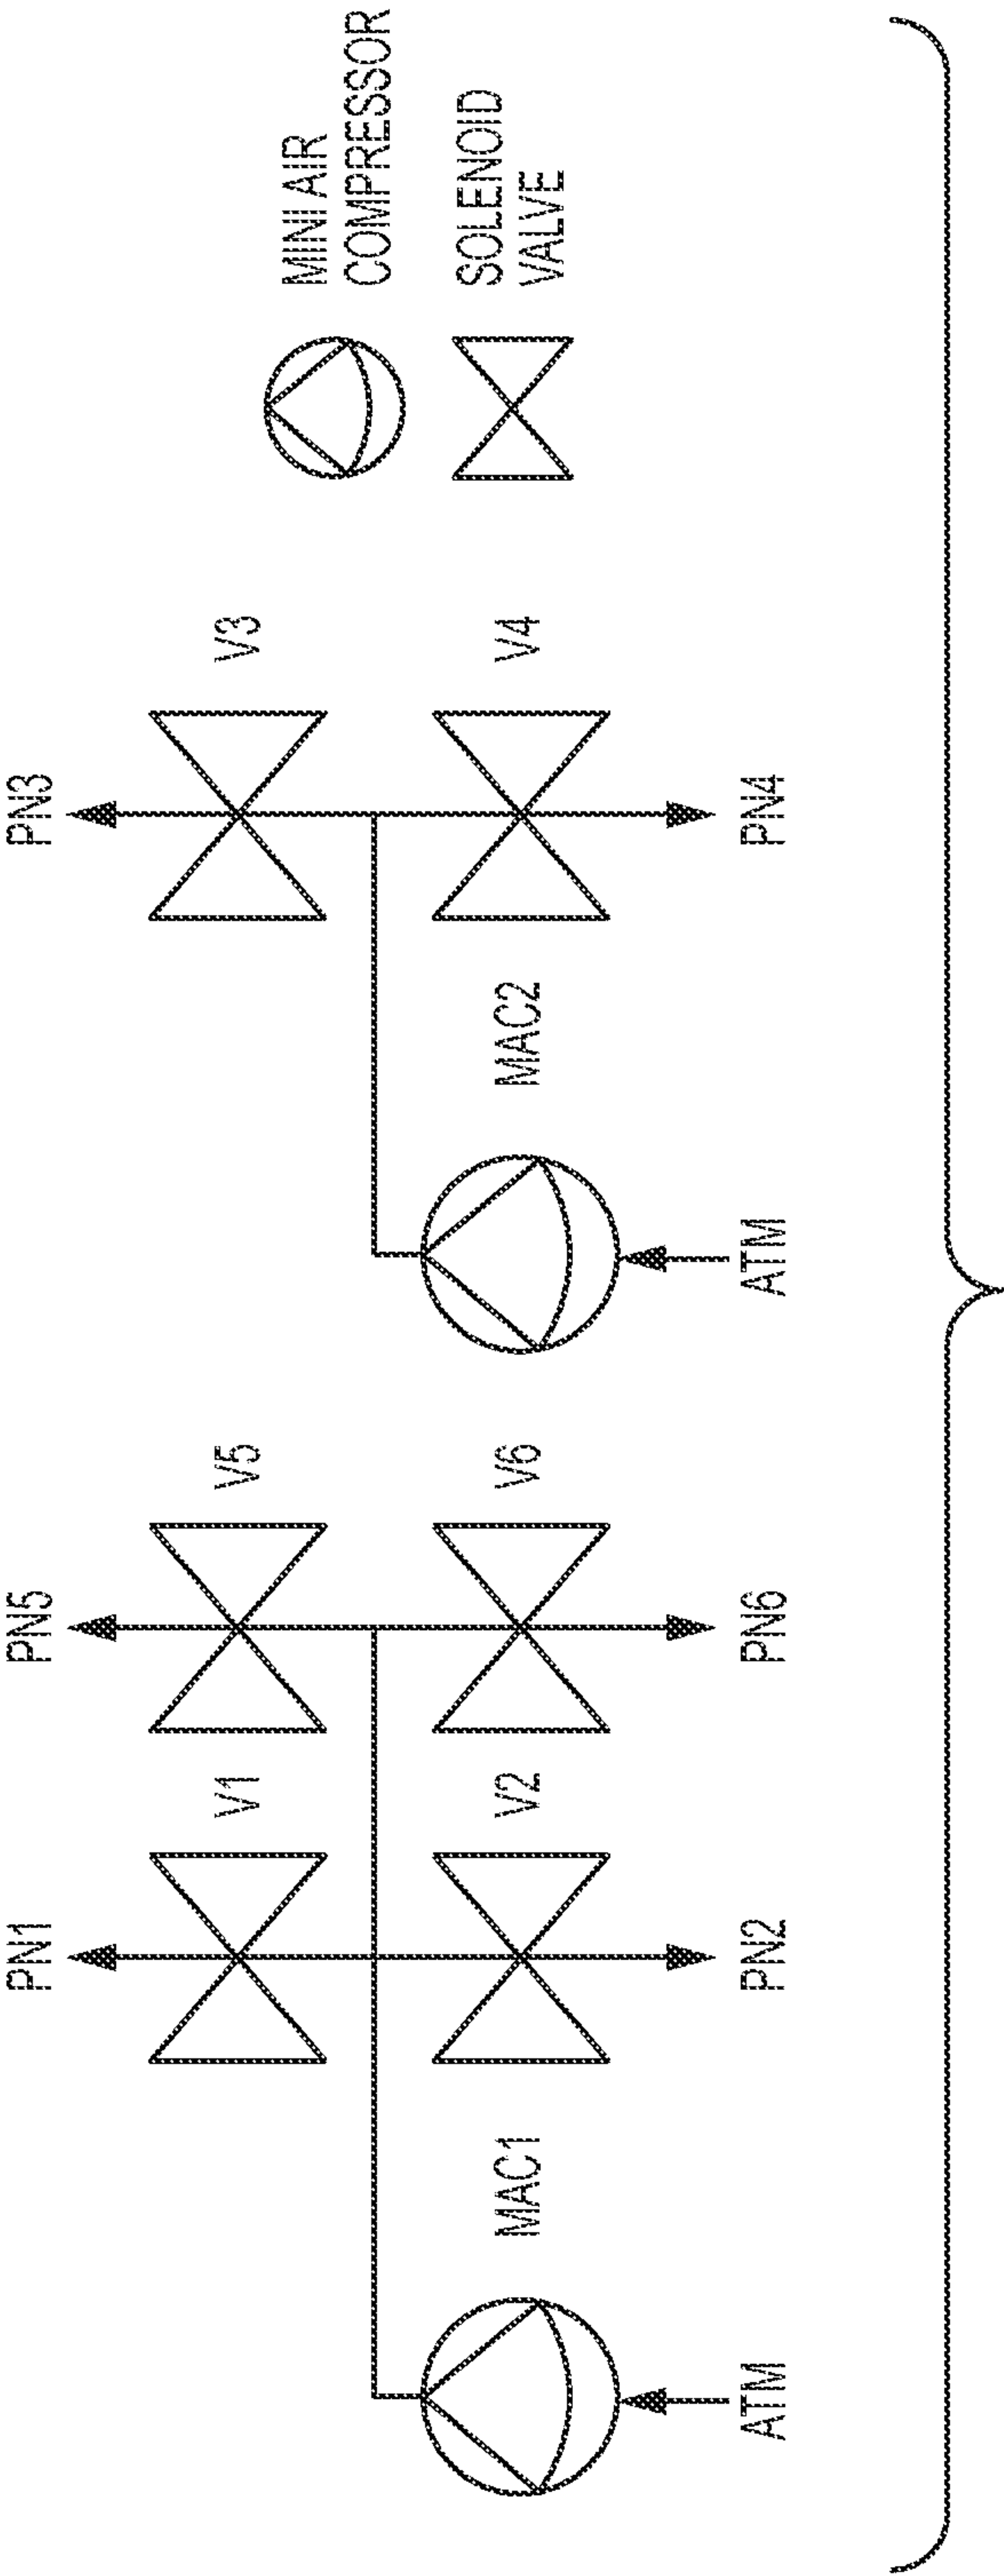 PN1
PN5
PN3
V1
V5
V3
MINI AIR
COMPRESSOR
MAC1
V2
V6
MAC2
V4
SOLENOID
VALVE
ATM
PN2
PN6
ATM
PN4